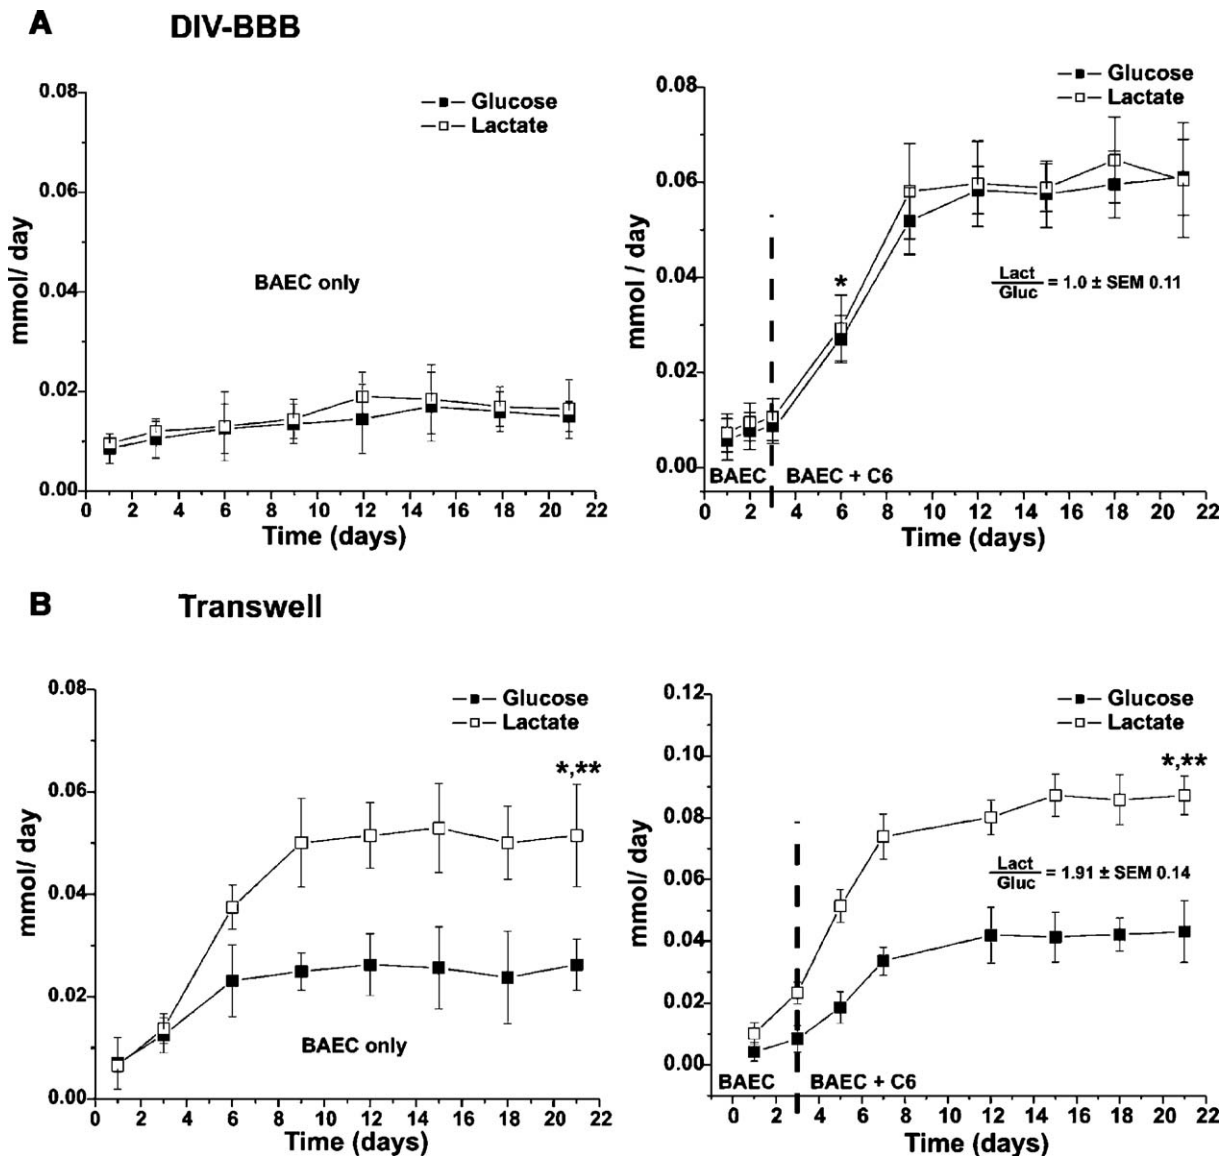 A DIV-BBB
Glucose
Lactate
0.08
0.06
0.04
0.02
0.00
mmol/ day
BAEC only
0 2 4 6 8 10 12 14 16 18 20 22
Time (days)
Glucose
Lactate
0.08
0.06
0.04
0.02
0.00
mmol / day
*
Lact
Gluc = 1.0 ± SEM 0.11
BAEC BAEC + C6
0 2 4 6 8 10 12 14 16 18 20 22
Time (days)
B Transwell
Glucose
Lactate
0.08
0.06
0.04
0.02
0.00
mmol/ day
*,**
BAEC only
0 2 4 6 8 10 12 14 16 18 20 22
Time (days)
Glucose
Lactate
0.12
0.10
0.08
0.06
0.04
0.02
0.00
mmol/ day
*,**
Lact
Gluc = 1.91 ± SEM 0.14
BAEC BAEC + C6
0 2 4 6 8 10 12 14 16 18 20 22
Time (days)